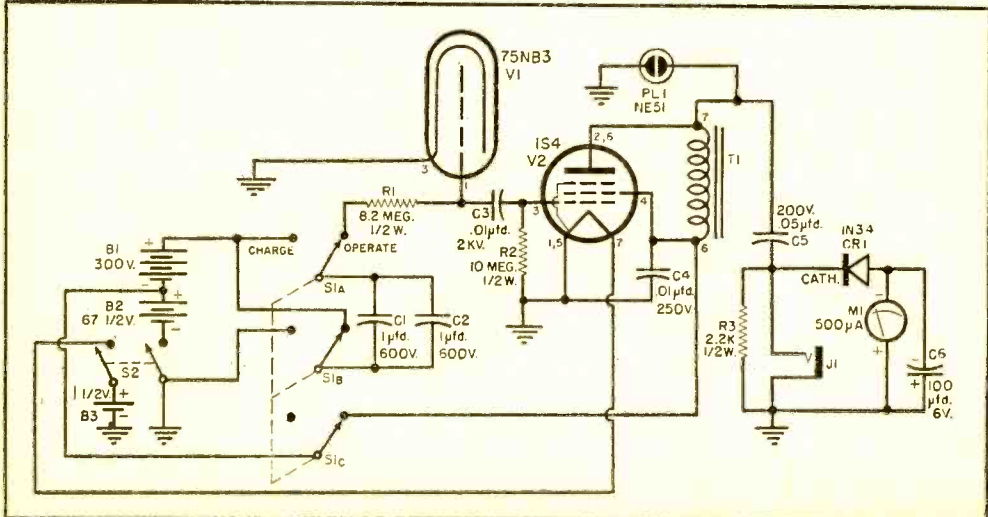 75NB3
V1
PL1
NE51
1S4
V2
2,6
7
T1
3
1
R1
8.2 MEG.
1/2 W.
C3
.01µfd.
2KV.
3
4
1,5
7
6
R2
10 MEG.
1/2 W.
C4
.01µfd.
250V.
200V.
.05µfd.
C5
1N34
CR1
CATH.
CHARGE
OPERATE
S1A
B1
300V.
+
-
B2
67 1/2V.
+
-
C1
1µfd.
600V.
C2
1µfd.
600V.
S1B
S2
1 1/2V.
+
-
B3
S1C
R3
2.2K
1/2W.
J1
-
M1
500µA
+
-
C6
+
100
µfd.
6V.